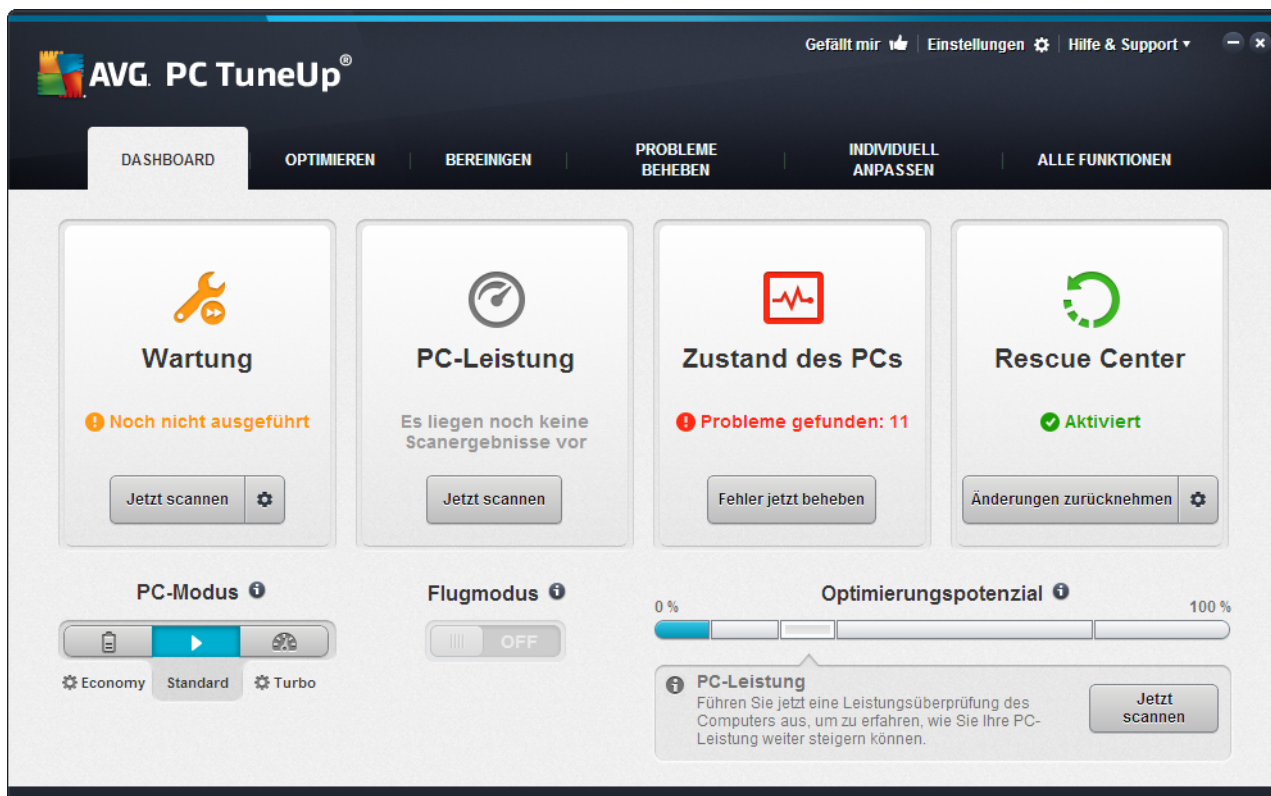 Gefällt mir | Einstellungen | Hilfe & Support
AVG. PC TuneUp®
DASHBOARD
OPTIMIEREN
BEREINIGEN
PROBLEME
BEHEBEN
INDIVIDUELL
ANPASSEN
ALLE FUNKTIONEN
Wartung
Noch nicht ausgeführt
Jetzt scannen
PC-Leistung
Es liegen noch keine
Scanergebnisse vor
Jetzt scannen
Zustand des PCs
Probleme gefunden: 11
Fehler jetzt beheben
Rescue Center
Aktiviert
Änderungen zurücknehmen
PC-Modus
Economy
Standard
Turbo
Flugmodus
OFF
Optimierungspotenzial
0 %
100 %
PC-Leistung
Führen Sie jetzt eine Leistungsüberprüfung des
Computers aus, um zu erfahren, wie Sie Ihre PC-
Leistung weiter steigern können.
Jetzt
scannen